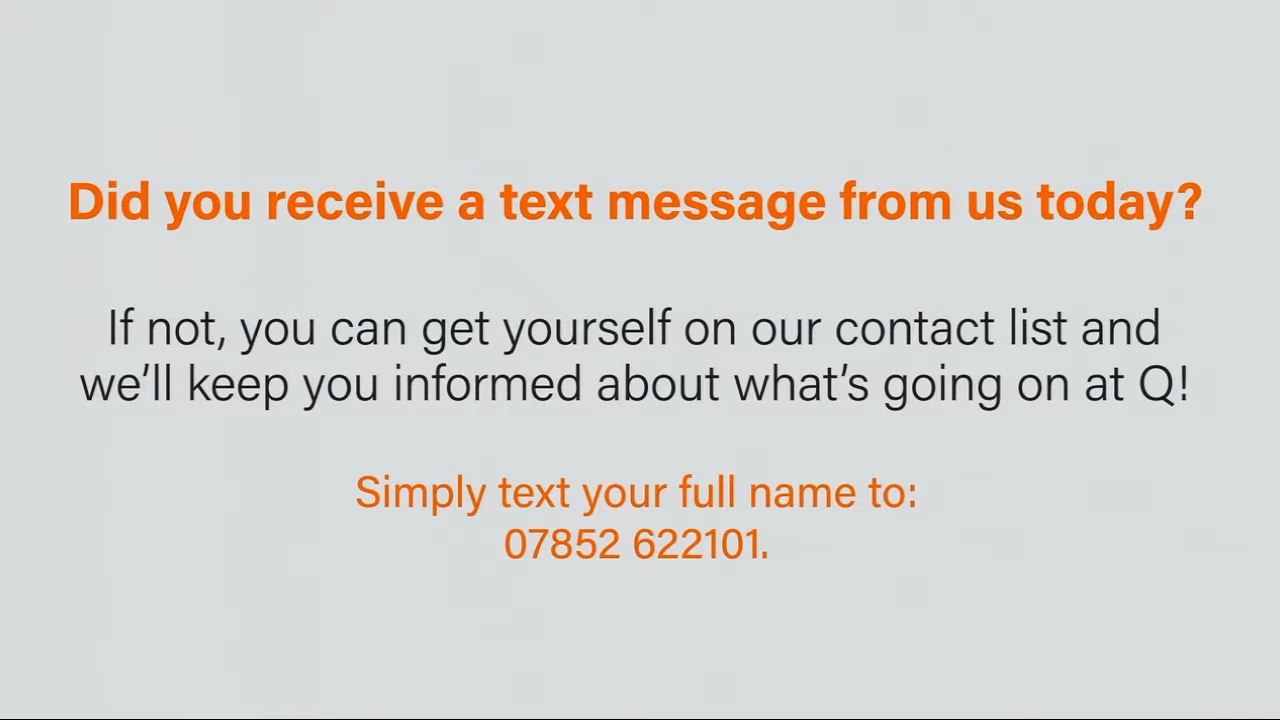 Did you receive a text message from us today?
If not, you can get yourself on our contact list and
we’ll keep you informed about what’s going on at Q!
Simply text your full name to:
07852 622101.